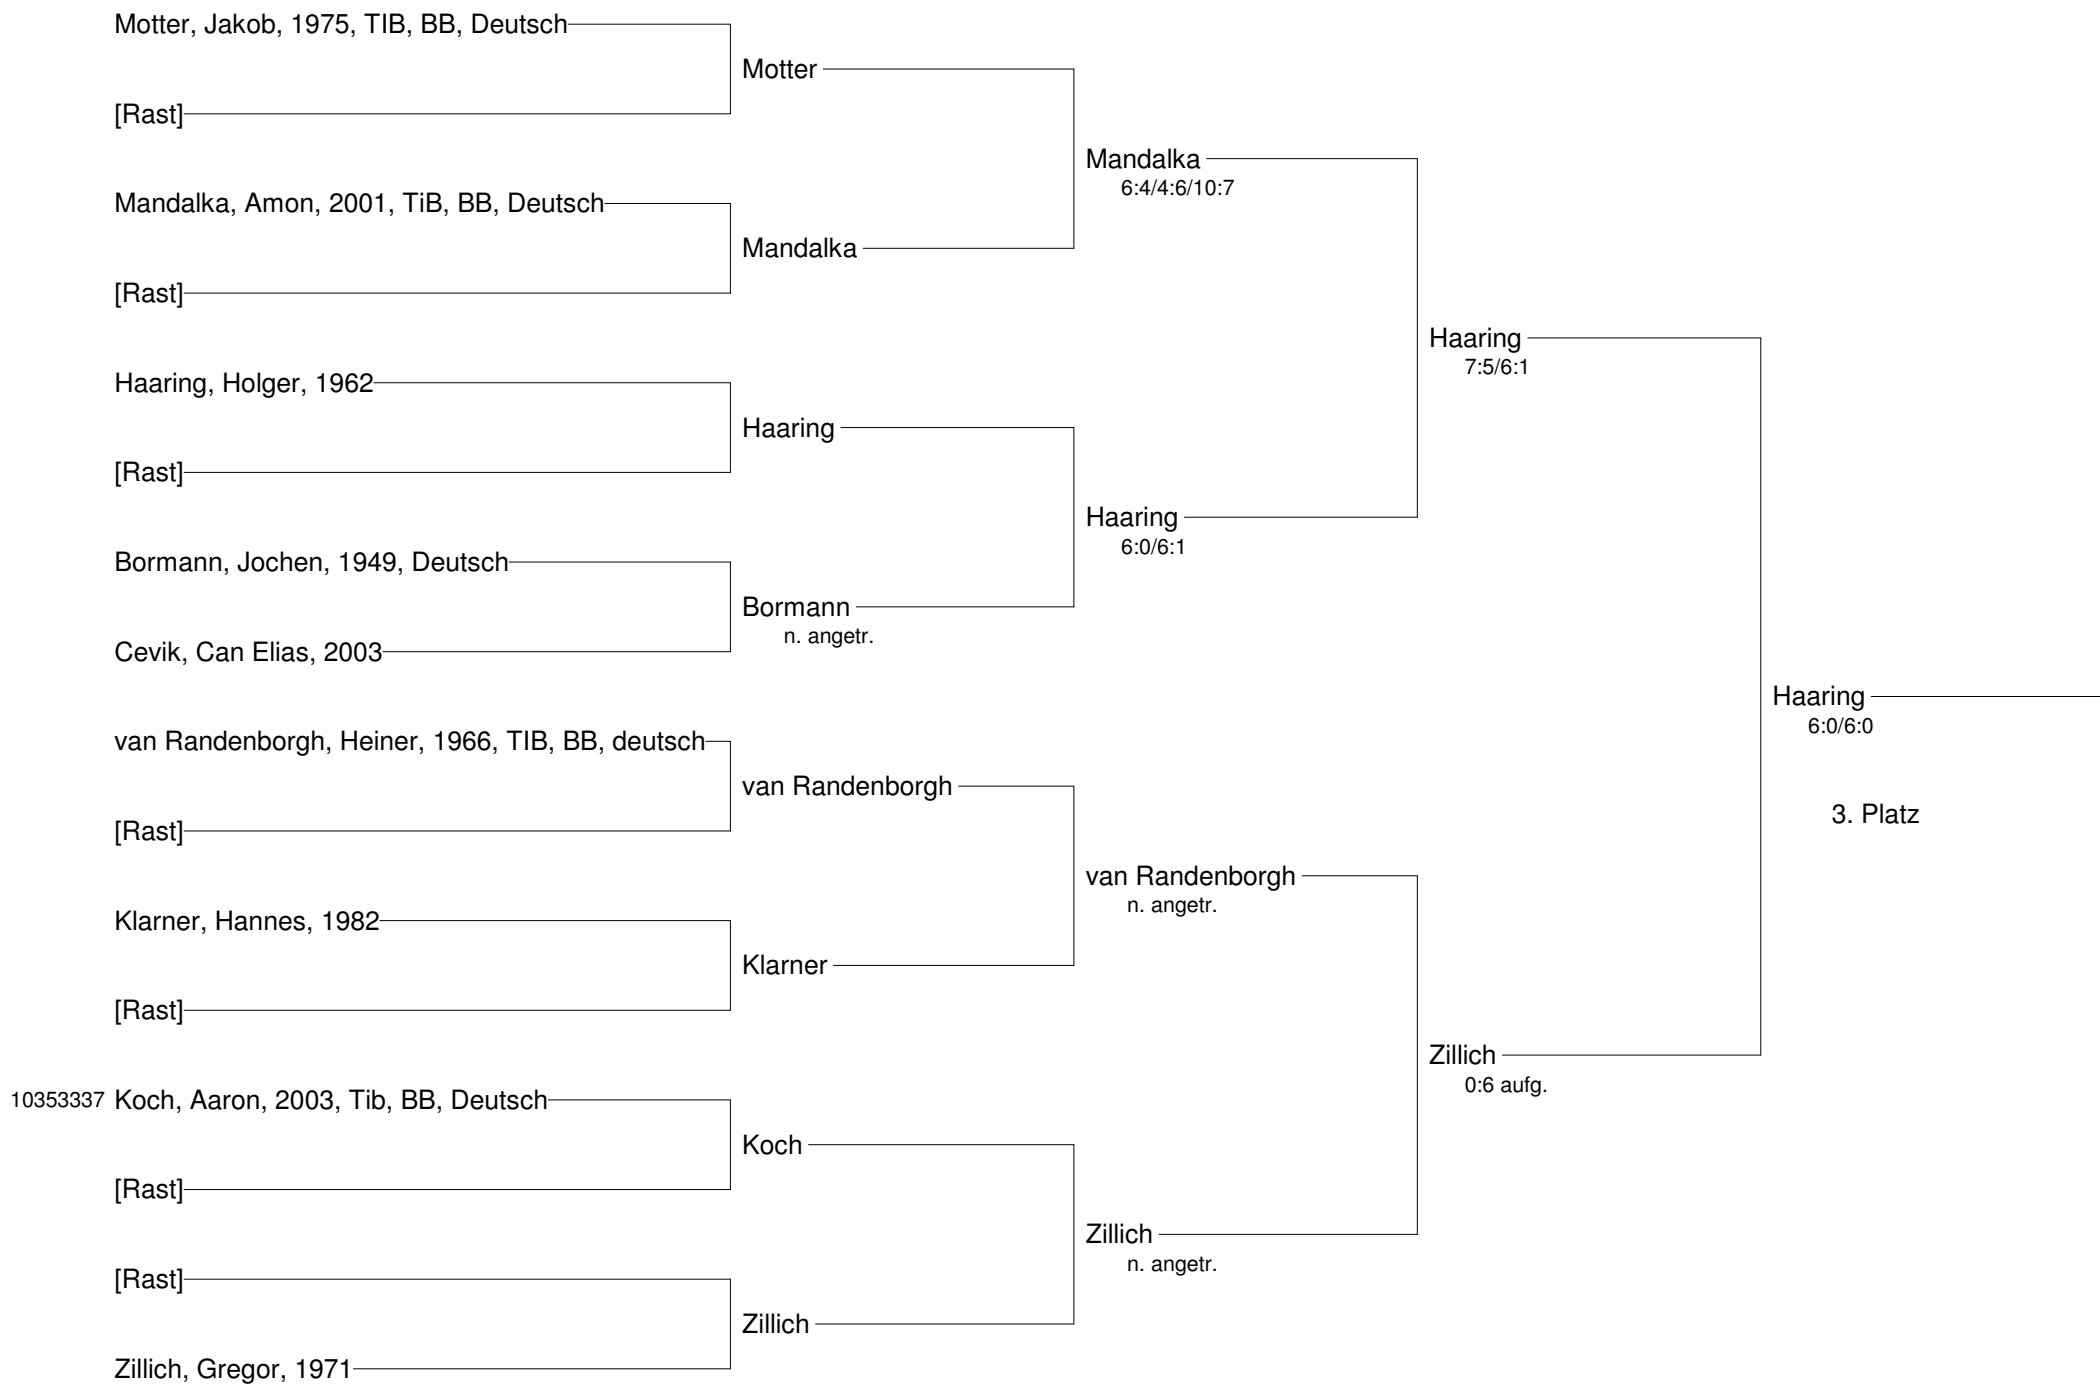 Motter, Jakob, 1975, TIB, BB, Deutsch
Motter
[Rast]
Mandalka
6:4/4:6/10:7
Mandalka, Amon, 2001, TiB, BB, Deutsch
Mandalka
[Rast]
Haaring
7:5/6:1
Haaring, Holger, 1962
Haaring
[Rast]
Haaring
6:0/6:1
Bormann, Jochen, 1949, Deutsch
Bormann
n. angetr.
Cevik, Can Elias, 2003
Haaring
6:0/6:0
van Randenborgh, Heiner, 1966, TIB, BB, deutsch
van Randenborgh
3. Platz
[Rast]
van Randenborgh
n. angetr.
Klarner, Hannes, 1982
Klarner
[Rast]
Zillich
0:6 aufg.
10353337 Koch, Aaron, 2003, Tib, BB, Deutsch
Koch
[Rast]
Zillich
n. angetr.
[Rast]
Zillich
Zillich, Gregor, 1971